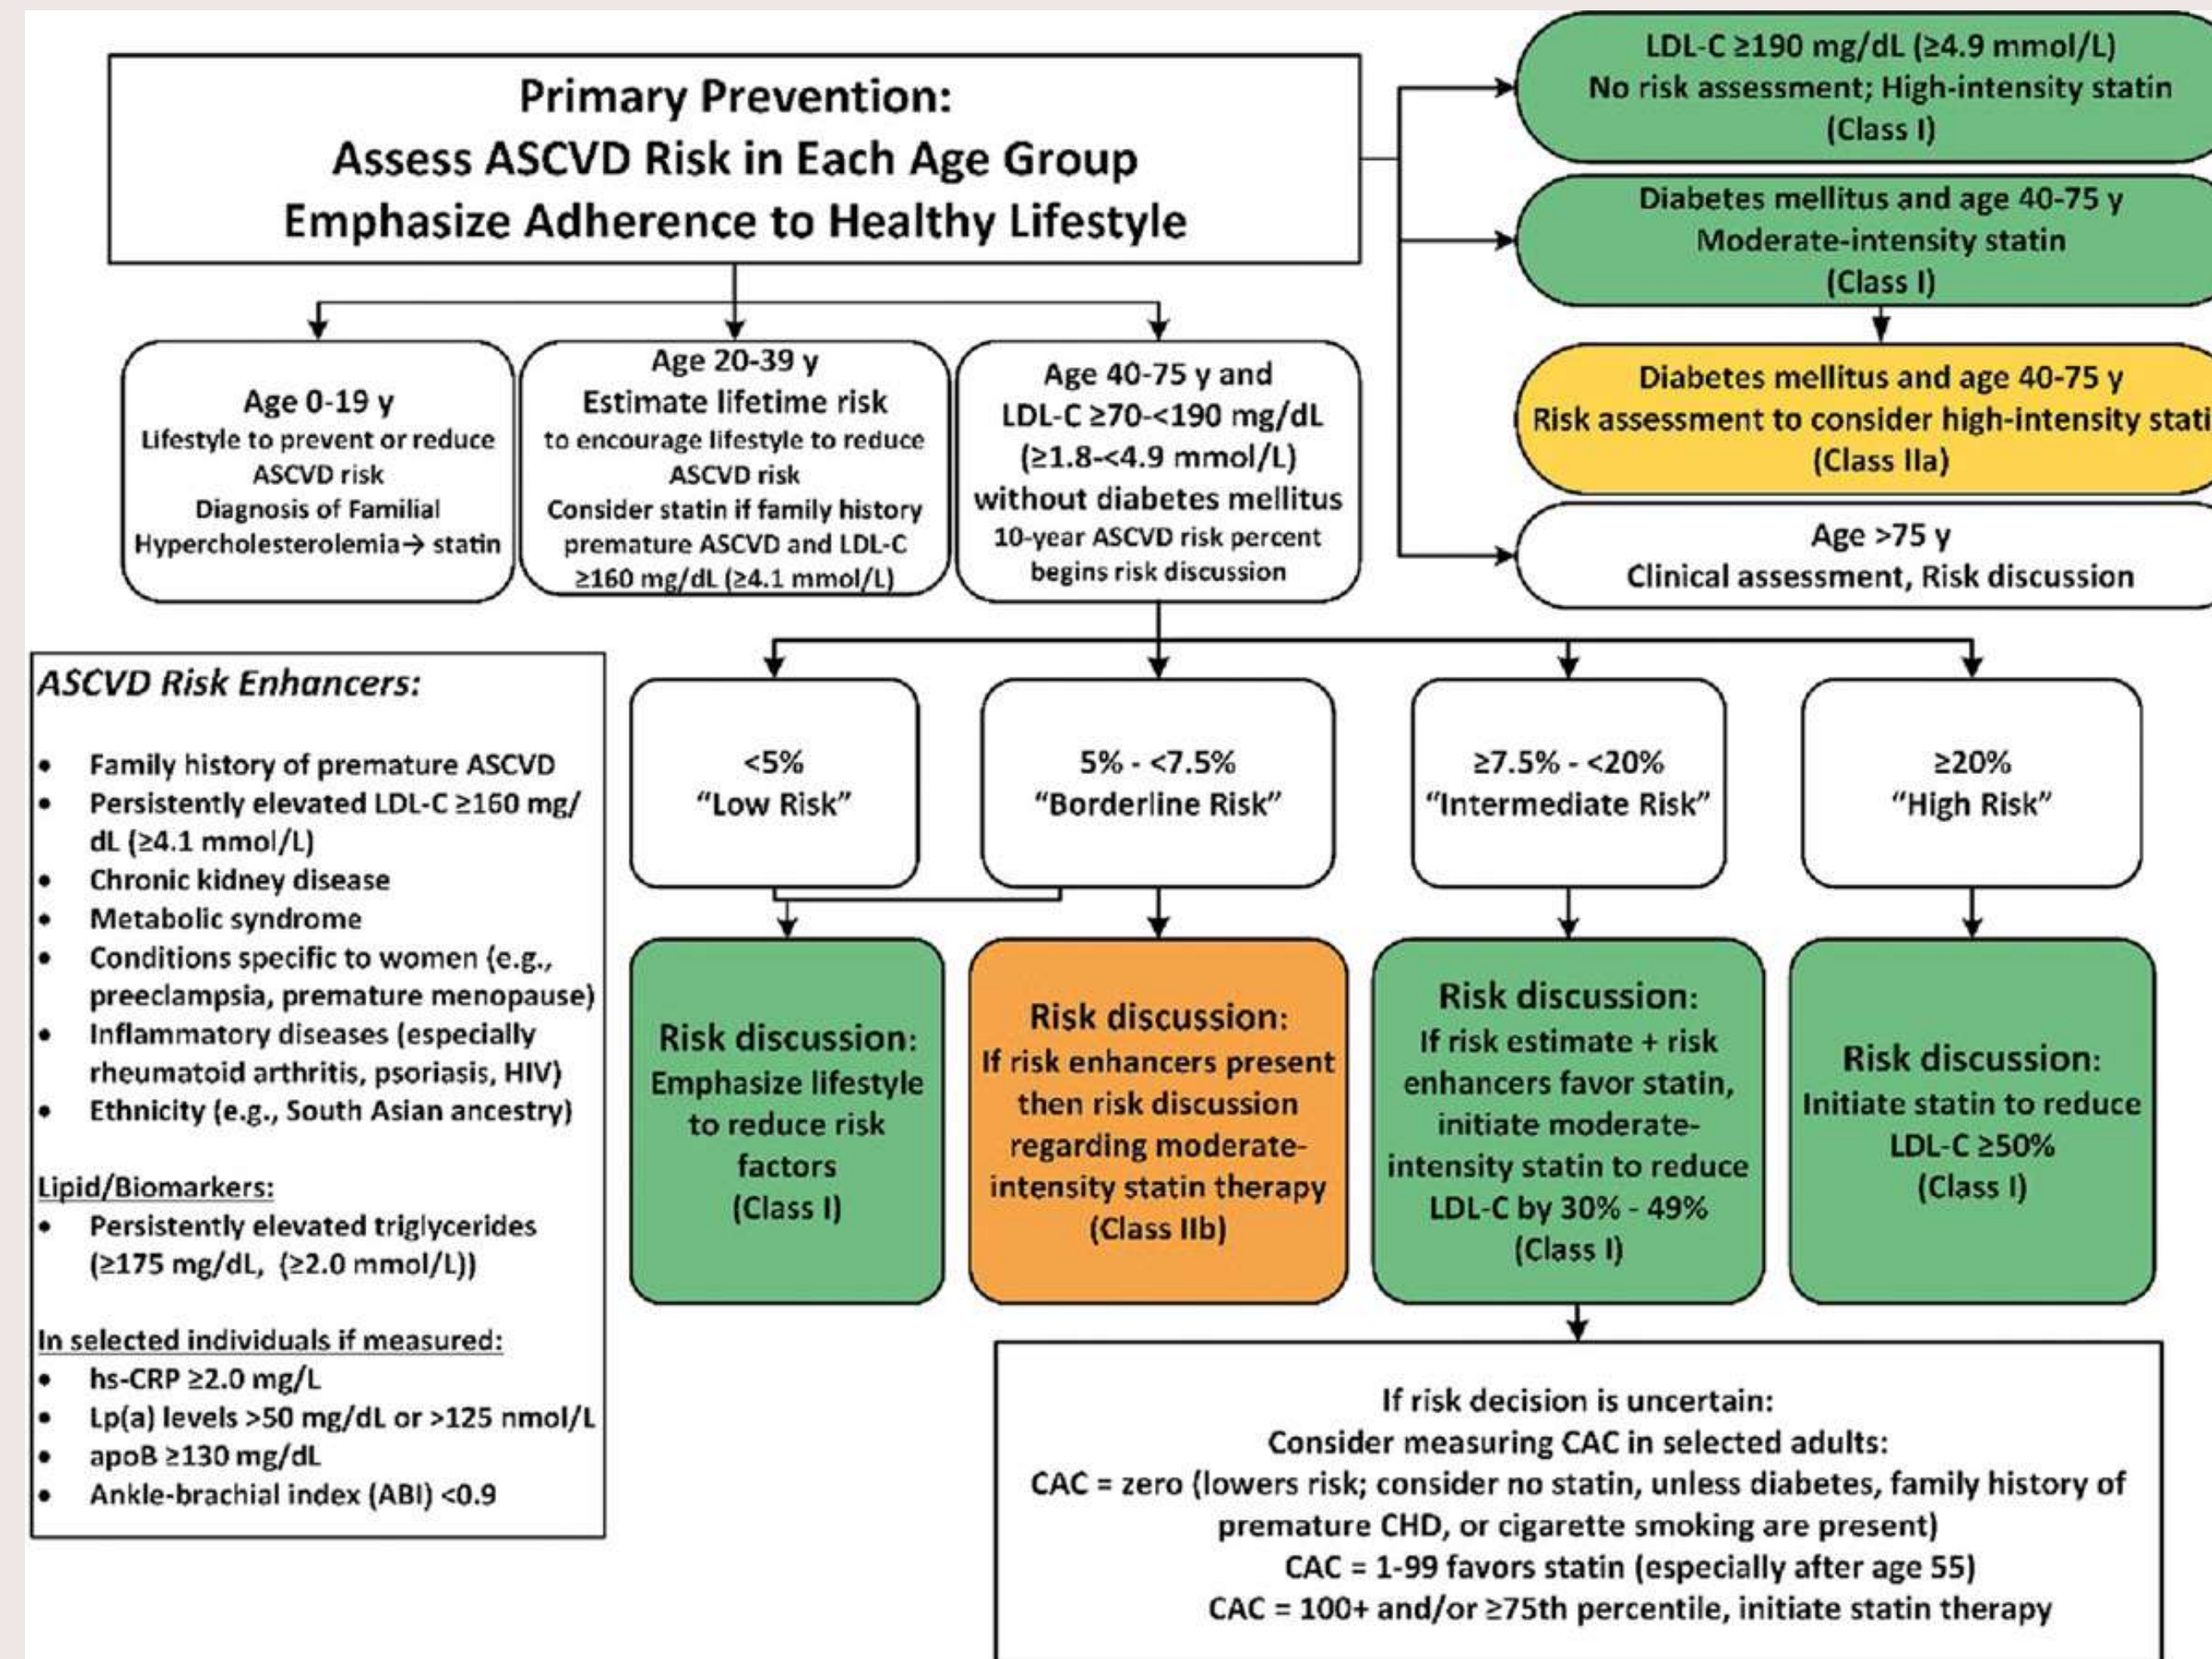 Primary Prevention:
Assess ASCVD Risk in Each Age Group
Emphasize Adherence to Healthy Lifestyle
LDL-C ≥190 mg/dL (≥4.9 mmol/L)
No risk assessment; High-intensity statin
(Class I)
Diabetes mellitus and age 40-75 y
Moderate-intensity statin
(Class I)
Diabetes mellitus and age 40-75 y
Risk assessment to consider high-intensity stati
(Class IIa)
Age >75 y
Clinical assessment, Risk discussion
Age 0-19 y
Lifestyle to prevent or reduce
ASCVD risk
Diagnosis of Familial
Hypercholesterolemia→ statin
Age 20-39 y
Estimate lifetime risk
to encourage lifestyle to reduce
ASCVD risk
Consider statin if family history
premature ASCVD and LDL-C
≥160 mg/dL (≥4.1 mmol/L)
Age 40-75 y and
LDL-C ≥70-<190 mg/dL
(≥1.8-<4.9 mmol/L)
without diabetes mellitus
10-year ASCVD risk percent
begins risk discussion
ASCVD Risk Enhancers:
• Family history of premature ASCVD
• Persistently elevated LDL-C ≥160 mg/
dL (≥4.1 mmol/L)
• Chronic kidney disease
• Metabolic syndrome
• Conditions specific to women (e.g.,
preeclampsia, premature menopause)
• Inflammatory diseases (especially
rheumatoid arthritis, psoriasis, HIV)
• Ethnicity (e.g., South Asian ancestry)
Lipid/Biomarkers:
• Persistently elevated triglycerides
(≥175 mg/dL, (≥2.0 mmol/L))
In selected individuals if measured:
• hs-CRP ≥2.0 mg/L
• Lp(a) levels >50 mg/dL or >125 nmol/L
• apoB ≥130 mg/dL
• Ankle-brachial index (ABI) <0.9
<5%
“Low Risk”
5% - <7.5%
“Borderline Risk”
≥7.5% - <20%
“Intermediate Risk”
≥20%
“High Risk”
Risk discussion:
Emphasize lifestyle
to reduce risk
factors
(Class I)
Risk discussion:
If risk enhancers present
then risk discussion
regarding moderate-
intensity statin therapy
(Class IIb)
Risk discussion:
If risk estimate + risk
enhancers favor statin,
initiate moderate-
intensity statin to reduce
LDL-C by 30% - 49%
(Class I)
Risk discussion:
Initiate statin to reduce
LDL-C ≥50%
(Class I)
If risk decision is uncertain:
Consider measuring CAC in selected adults:
CAC = zero (lowers risk; consider no statin, unless diabetes, family history of
premature CHD, or cigarette smoking are present)
CAC = 1-99 favors statin (especially after age 55)
CAC = 100+ and/or ≥75th percentile, initiate statin therapy